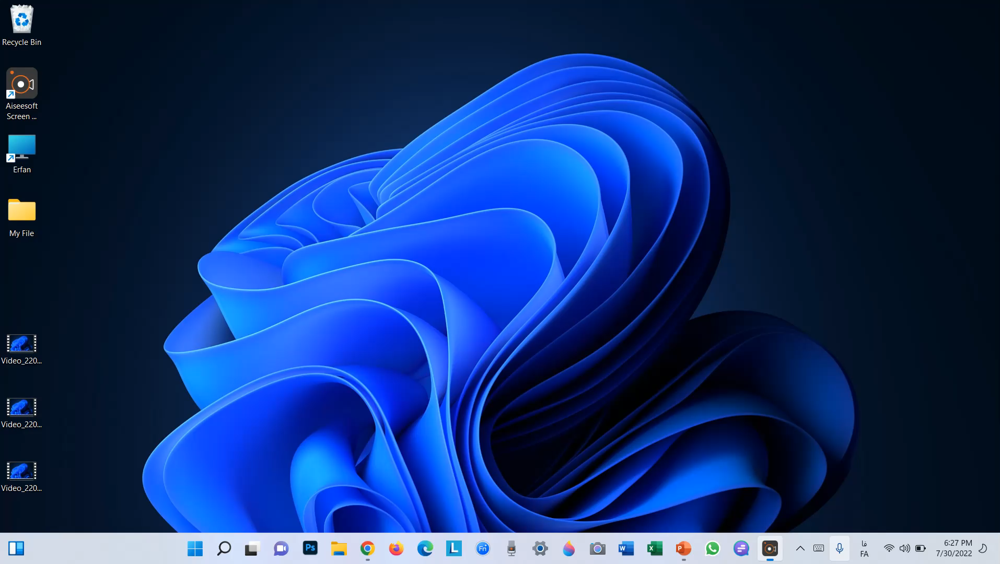 Recycle Bin
Aiseesoft
Screen ...
Erfan
My File
Video_220...
Video_220...
Video_220...
Ps
L
Fn
W
X
P
فا
FA
6:27 PM
7/30/2022